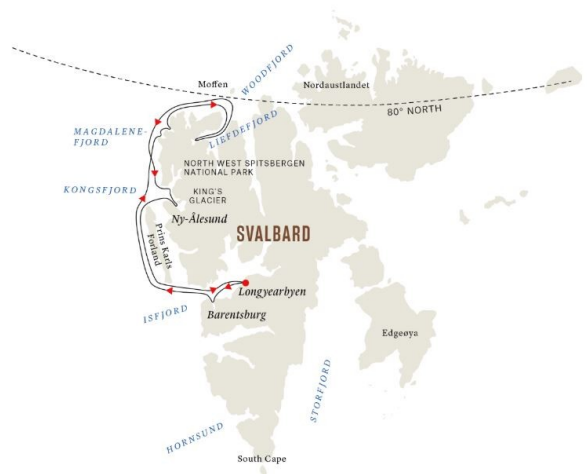 Moffen
WOODFJORD
Nordaustlandet
80° NORTH
MAGDALENE-
FJORD
LIEFDEFJORD
NORTH WEST SPITSBERGEN
NATIONAL PARK
KONGSFJORD
KING'S
GLACIER
Ny-Ålesund
SVALBARD
Prins Karls
Forland
Longyearbyen
ISFJORD
Barentsburg
Edgeøya
STORFJORD
HORNSUND
South Cape